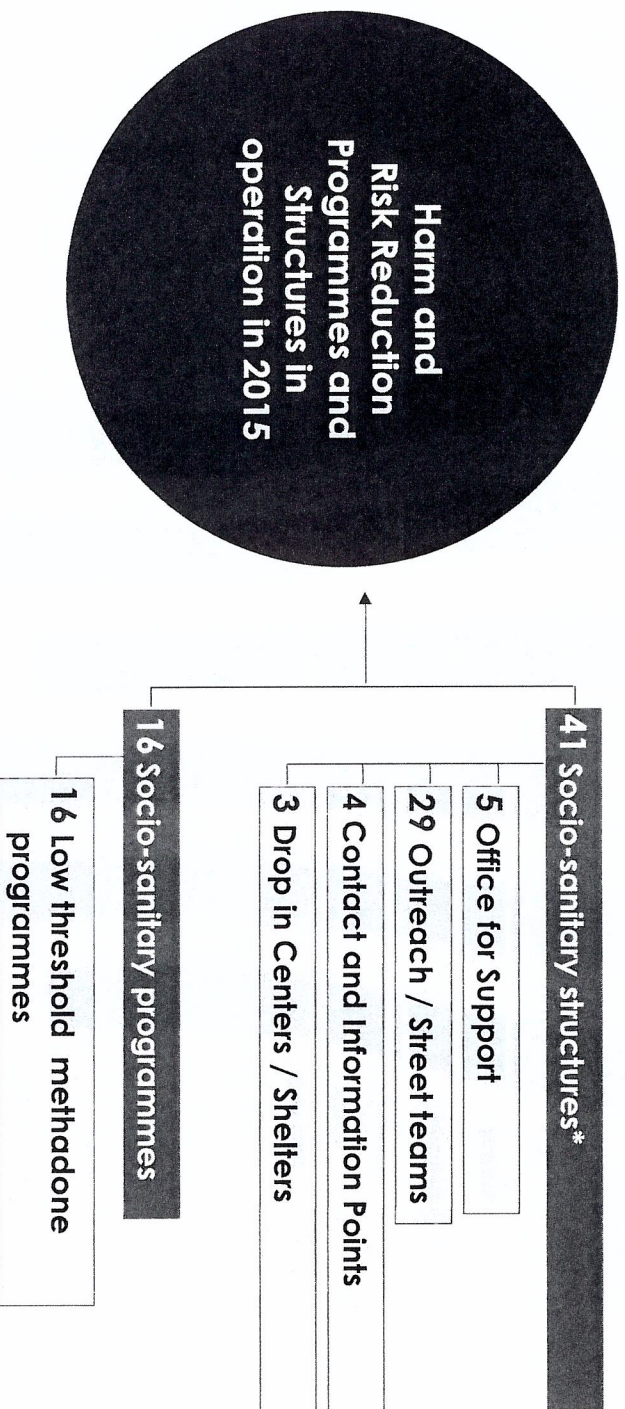 Harm and
Risk Reduction
Programmes and
Structures in
operation in 2015
41 Socio-sanitary structures*
5 Office for Support
29 Outreach / Street teams
4 Contact and Information Points
3 Drop in Centers / Shelters
16 Socio-sanitary programmes
16 Low threshold methadone
programmes